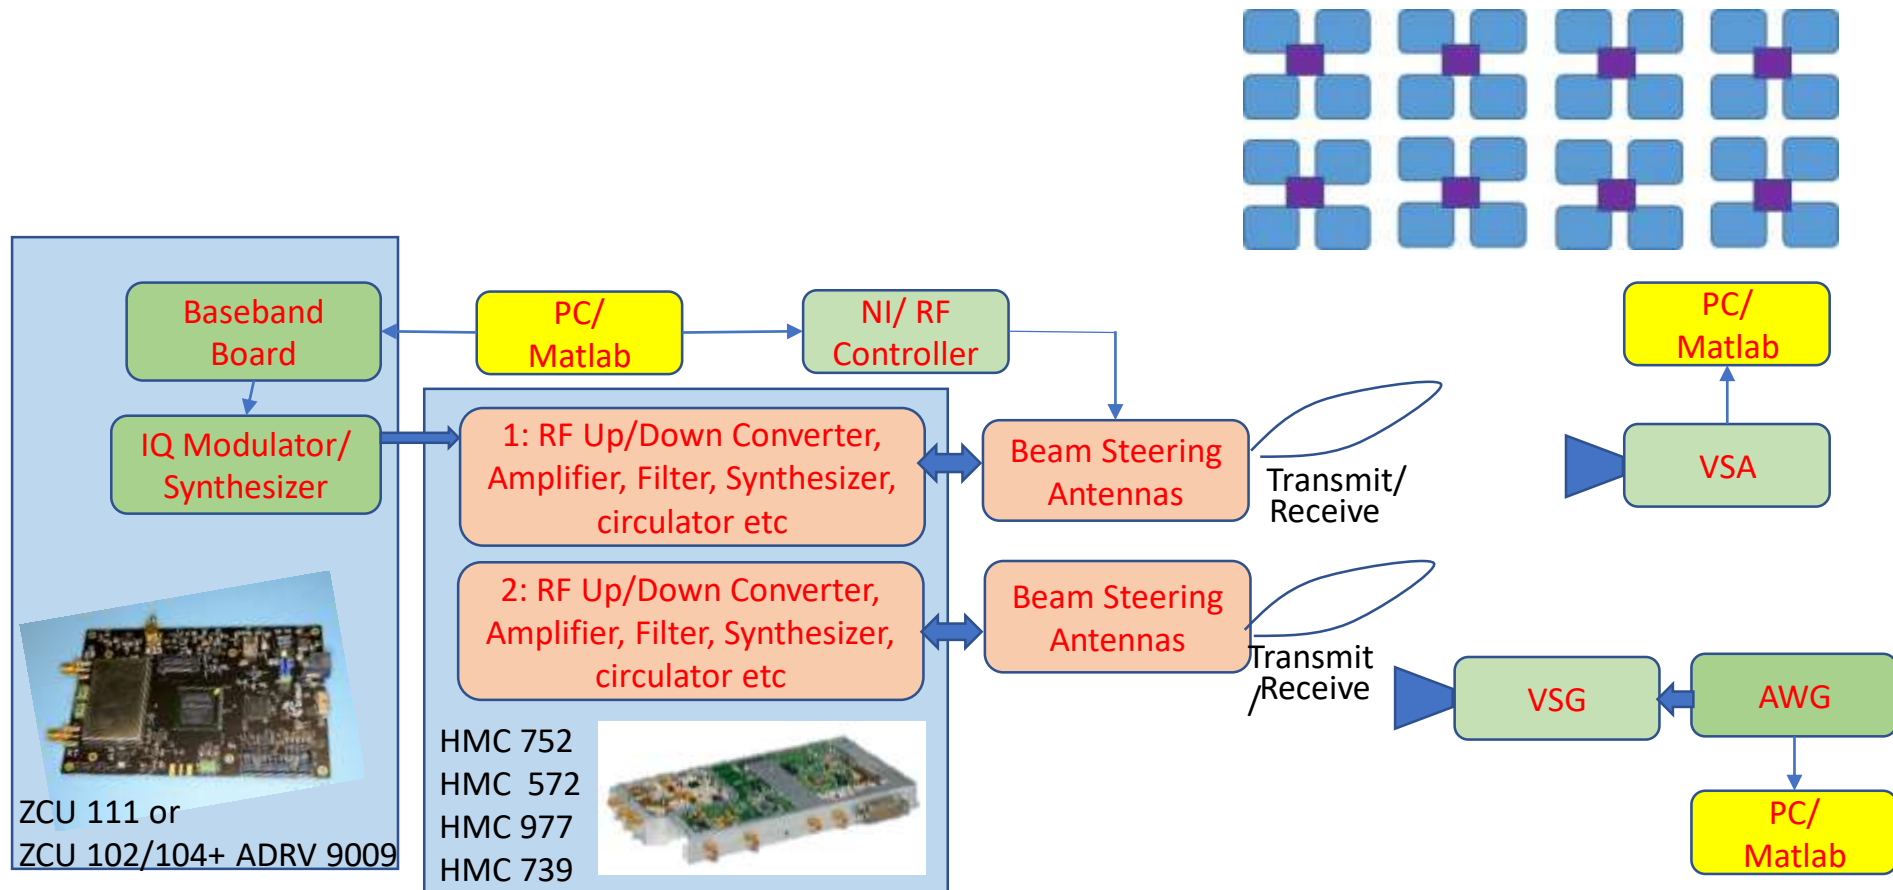 Baseband
Board
PC/
Matlab
NI/ RF
Controller
PC/
Matlab
IQ Modulator/
Synthesizer
1: RF Up/Down Converter,
Amplifier, Filter, Synthesizer,
circulator etc
Beam Steering
Antennas
Transmit/
Receive
VSA
2: RF Up/Down Converter,
Amplifier, Filter, Synthesizer,
circulator etc
Beam Steering
Antennas
Transmit
/Receive
VSG
AWG
PC/
Matlab
HMC 752
HMC 572
HMC 977
HMC 739
ZCU 111 or
ZCU 102/104+ ADRV 9009